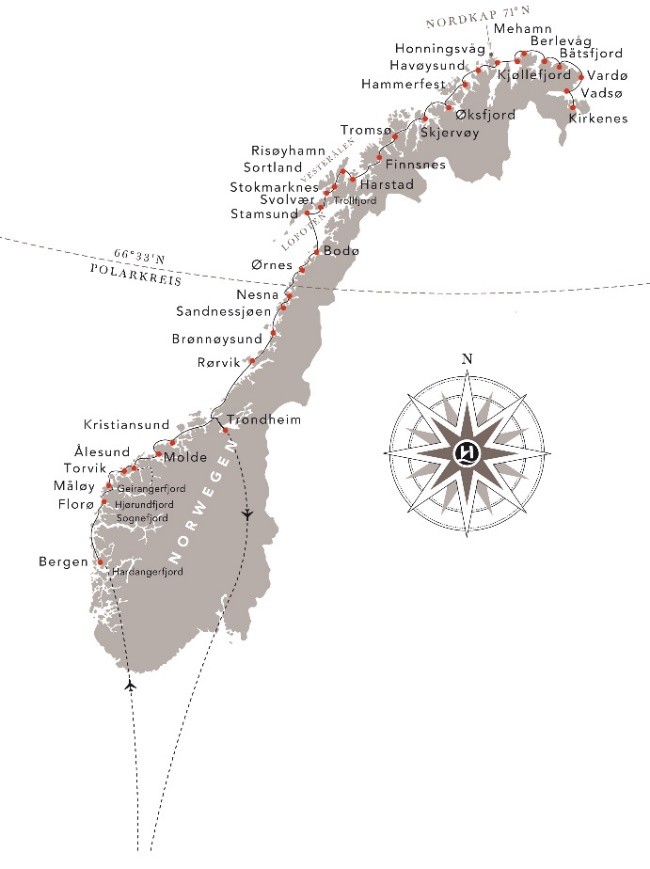 NORDKAP 71° N
Mehamn
Berlevåg
Honningsvåg
Båtsfjord
Havøysund
Kjøllefjord
Vardø
Hammerfest
Vadsø
Øksfjord
Kirkenes
Tromsø
Skjervøy
Risøyhamn
VESTERÅLEN
Finnsnes
Sortland
Harstad
Stokmarknes
Svolvær
Trollfjord
Stamsund
LOFOTEN
66°33'N
POLARKREIS
Bodø
Ørnes
Nesna
Sandnessjøen
Brønnøysund
Rørvik
N
Trondheim
Kristiansund
Ålesund
Molde
Torvik
Måløy
Geirangerfjord
Florø
Hjørundfjord
Sognefjord
NORWEGEN
Bergen
Hardangerfjord